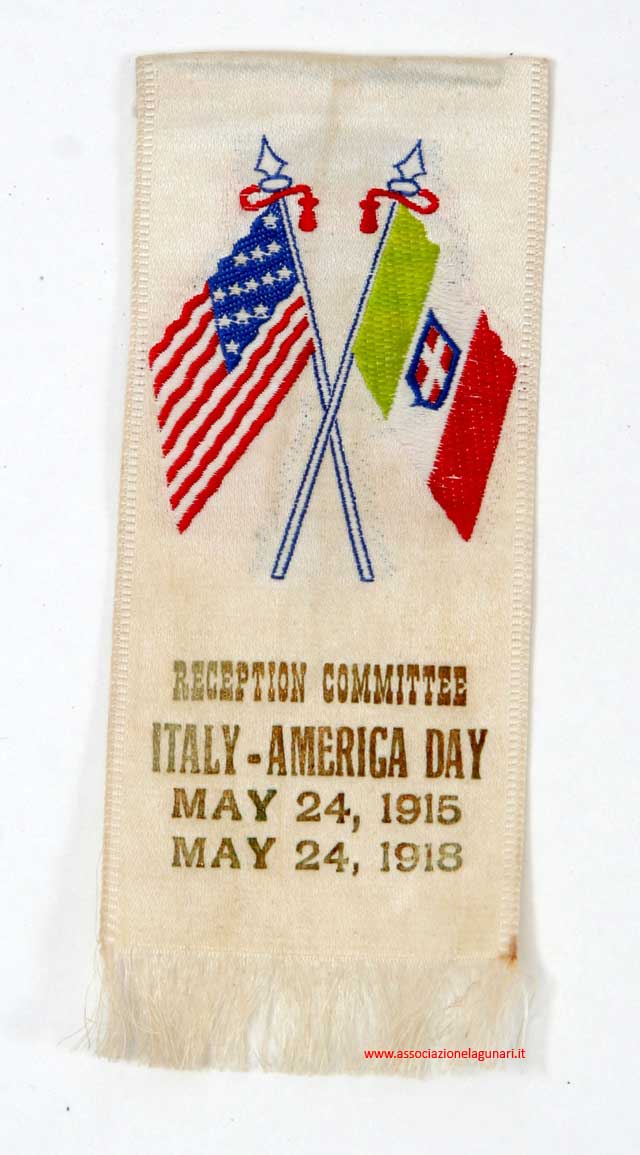 RECEPTION COMMITTEE
ITALY-AMERICA DAY
MAY 24, 1915
MAY 24, 1918
www.associazionelagunari.it